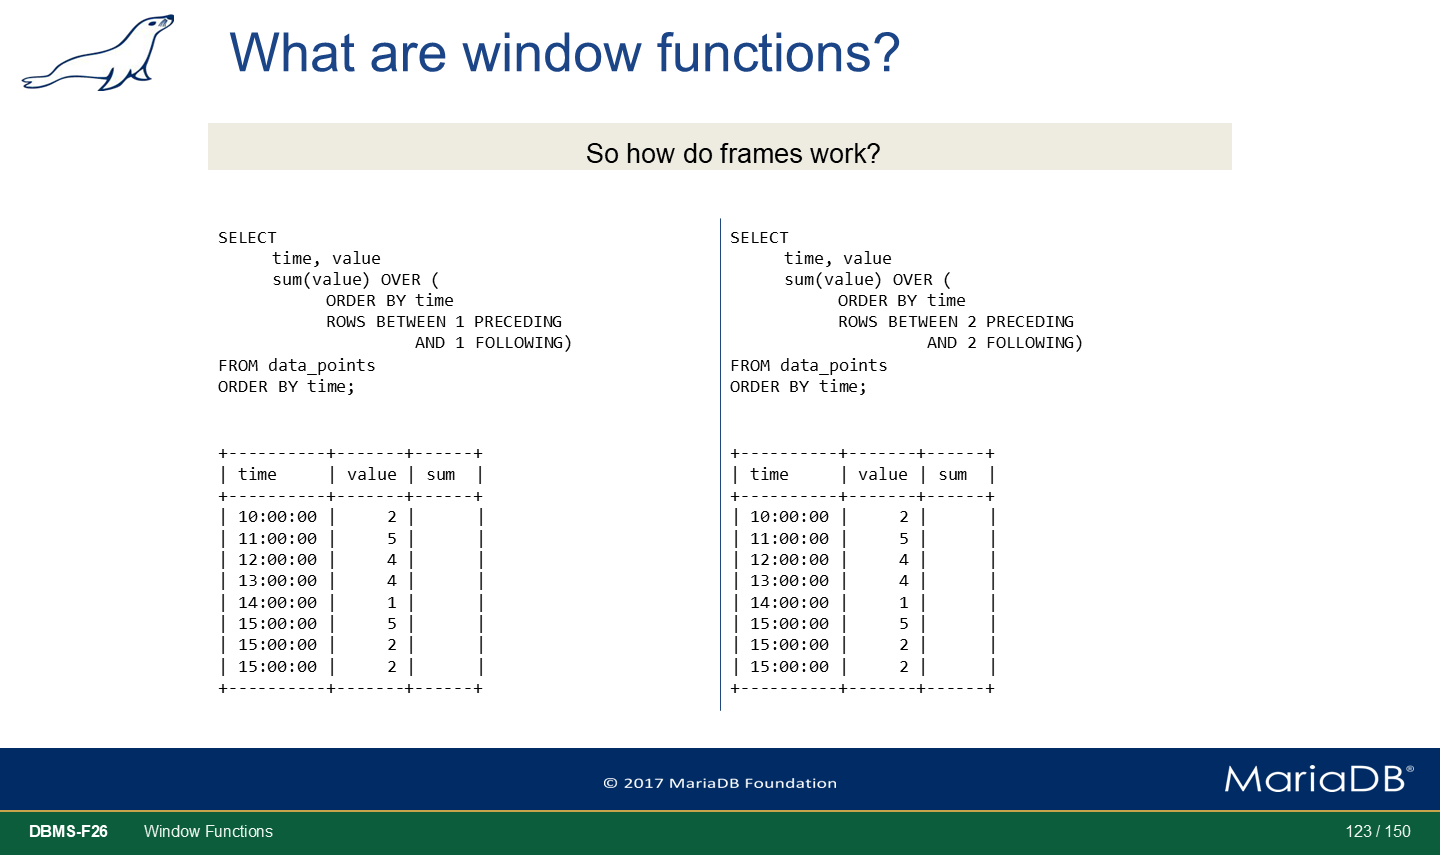 What are window functions?
So how do frames work?
SELECT
time, value
sum(value) OVER (
ORDER BY time
ROWS BETWEEN 1 PRECEDING
AND 1 FOLLOWING)
FROM data_points
ORDER BY time;
+----------+-------+------+
| time     | value | sum  |
+----------+-------+------+
| 10:00:00 |     2 |      |
| 11:00:00 |     5 |      |
| 12:00:00 |     4 |      |
| 13:00:00 |     4 |      |
| 14:00:00 |     1 |      |
| 15:00:00 |     5 |      |
| 15:00:00 |     2 |      |
| 15:00:00 |     2 |      |
+----------+-------+------+
SELECT
time, value
sum(value) OVER (
ORDER BY time
ROWS BETWEEN 2 PRECEDING
AND 2 FOLLOWING)
FROM data_points
ORDER BY time;
+----------+-------+------+
| time     | value | sum  |
+----------+-------+------+
| 10:00:00 |     2 |      |
| 11:00:00 |     5 |      |
| 12:00:00 |     4 |      |
| 13:00:00 |     4 |      |
| 14:00:00 |     1 |      |
| 15:00:00 |     5 |      |
| 15:00:00 |     2 |      |
| 15:00:00 |     2 |      |
+----------+-------+------+
© 2017 MariaDB Foundation
MariaDB®
DBMS-F26 Window Functions 123 / 150